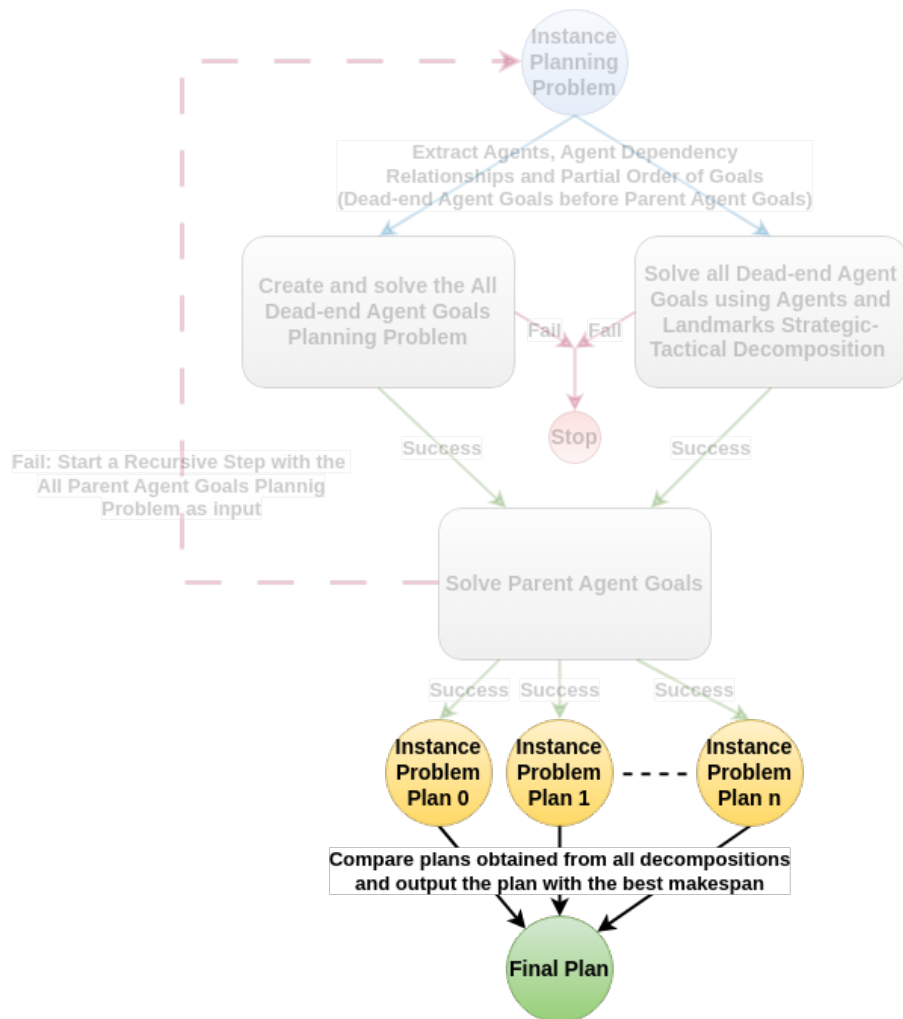 Instance
Planning
Problem
Extract Agents, Agent Dependency
Relationships and Partial Order of Goals
(Dead-end Agent Goals before Parent Agent Goals)
Create and solve the All
Dead-end Agent Goals
Planning Problem
Solve all Dead-end Agent
Goals using Agents and
Landmarks Strategic-
Tactical Decomposition
Fail
Fail
Stop
Success
Success
Fail: Start a Recursive Step with the
All Parent Agent Goals Plannig
Problem as input
Solve Parent Agent Goals
Success
Success
Success
Instance
Problem
Plan 0
Instance
Problem
Plan 1
Instance
Problem
Plan n
Compare plans obtained from all decompositions
and output the plan with the best makespan
Final Plan